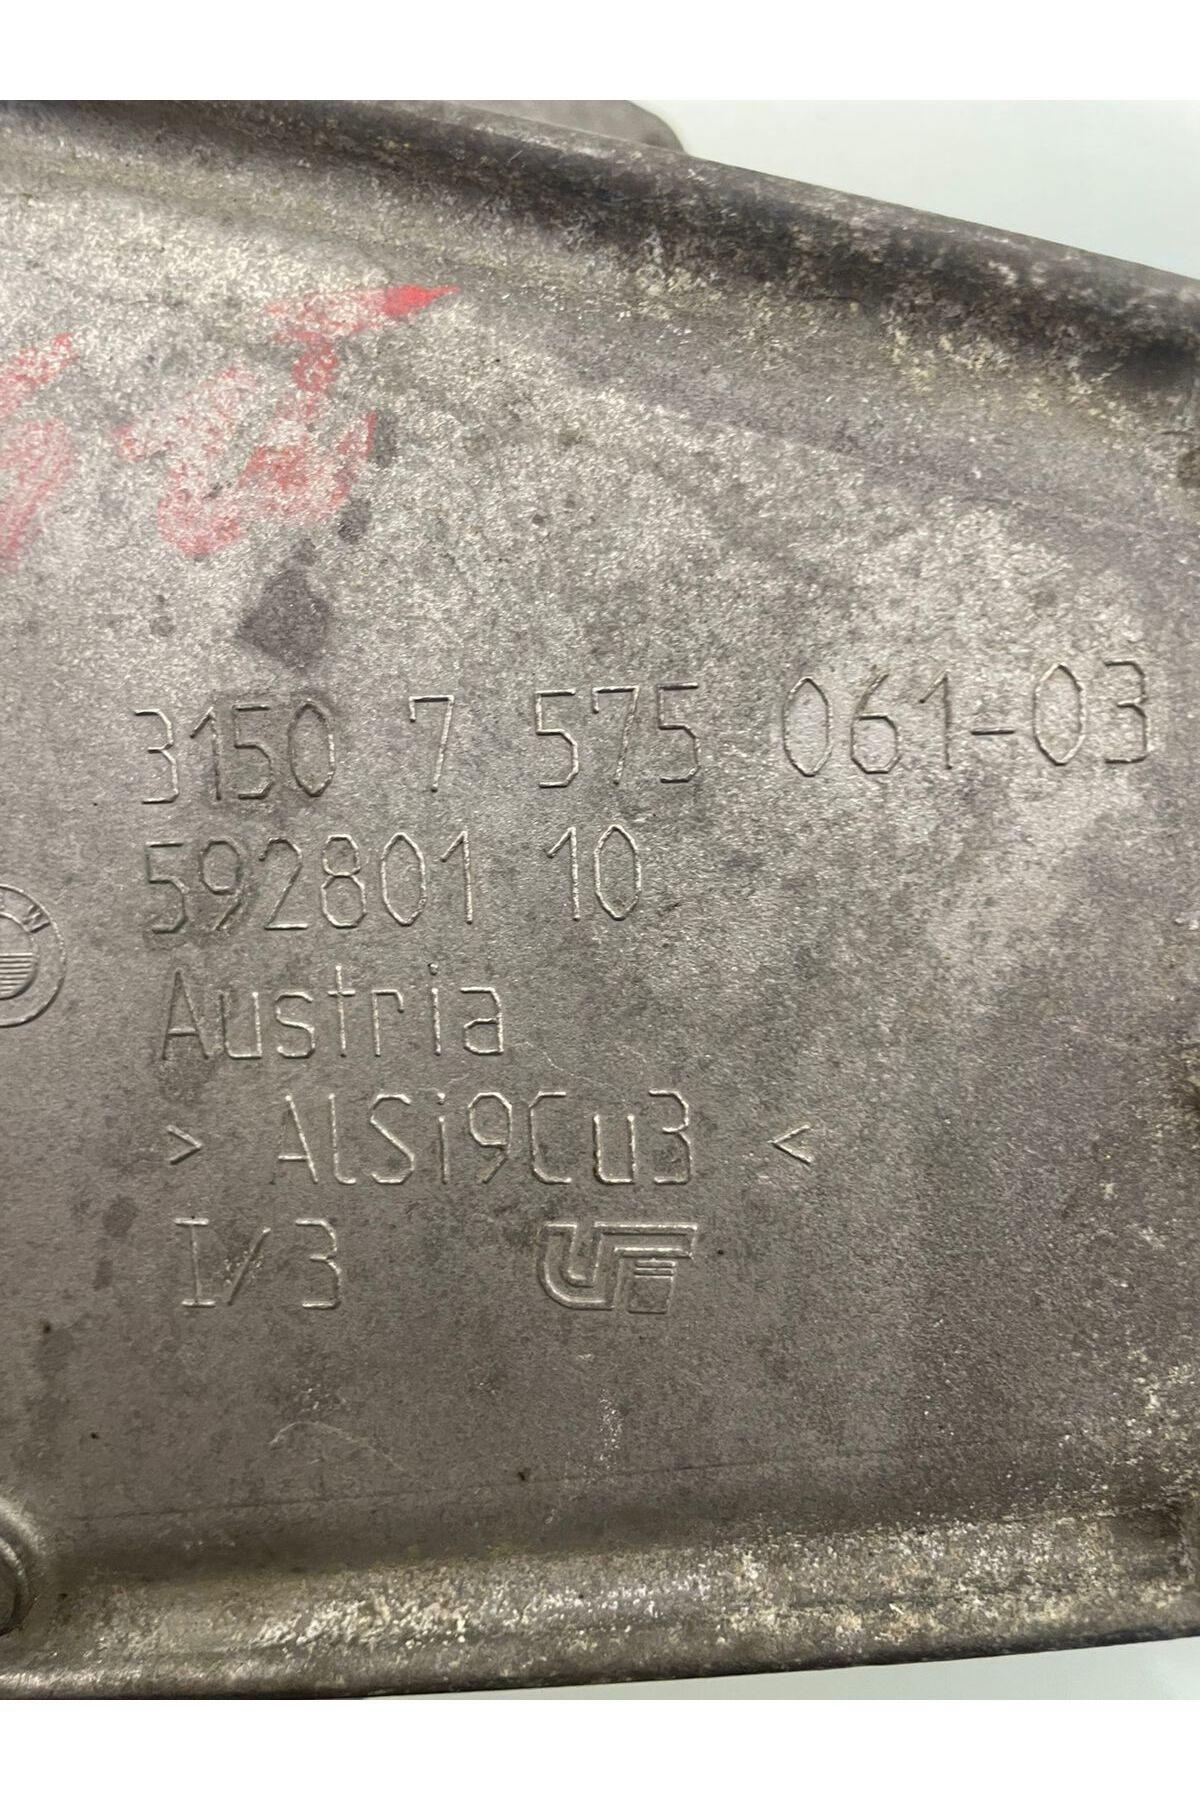 3150 7 575 061-03
592801 10
Austria
> AlSi9Cu3 <
I/3